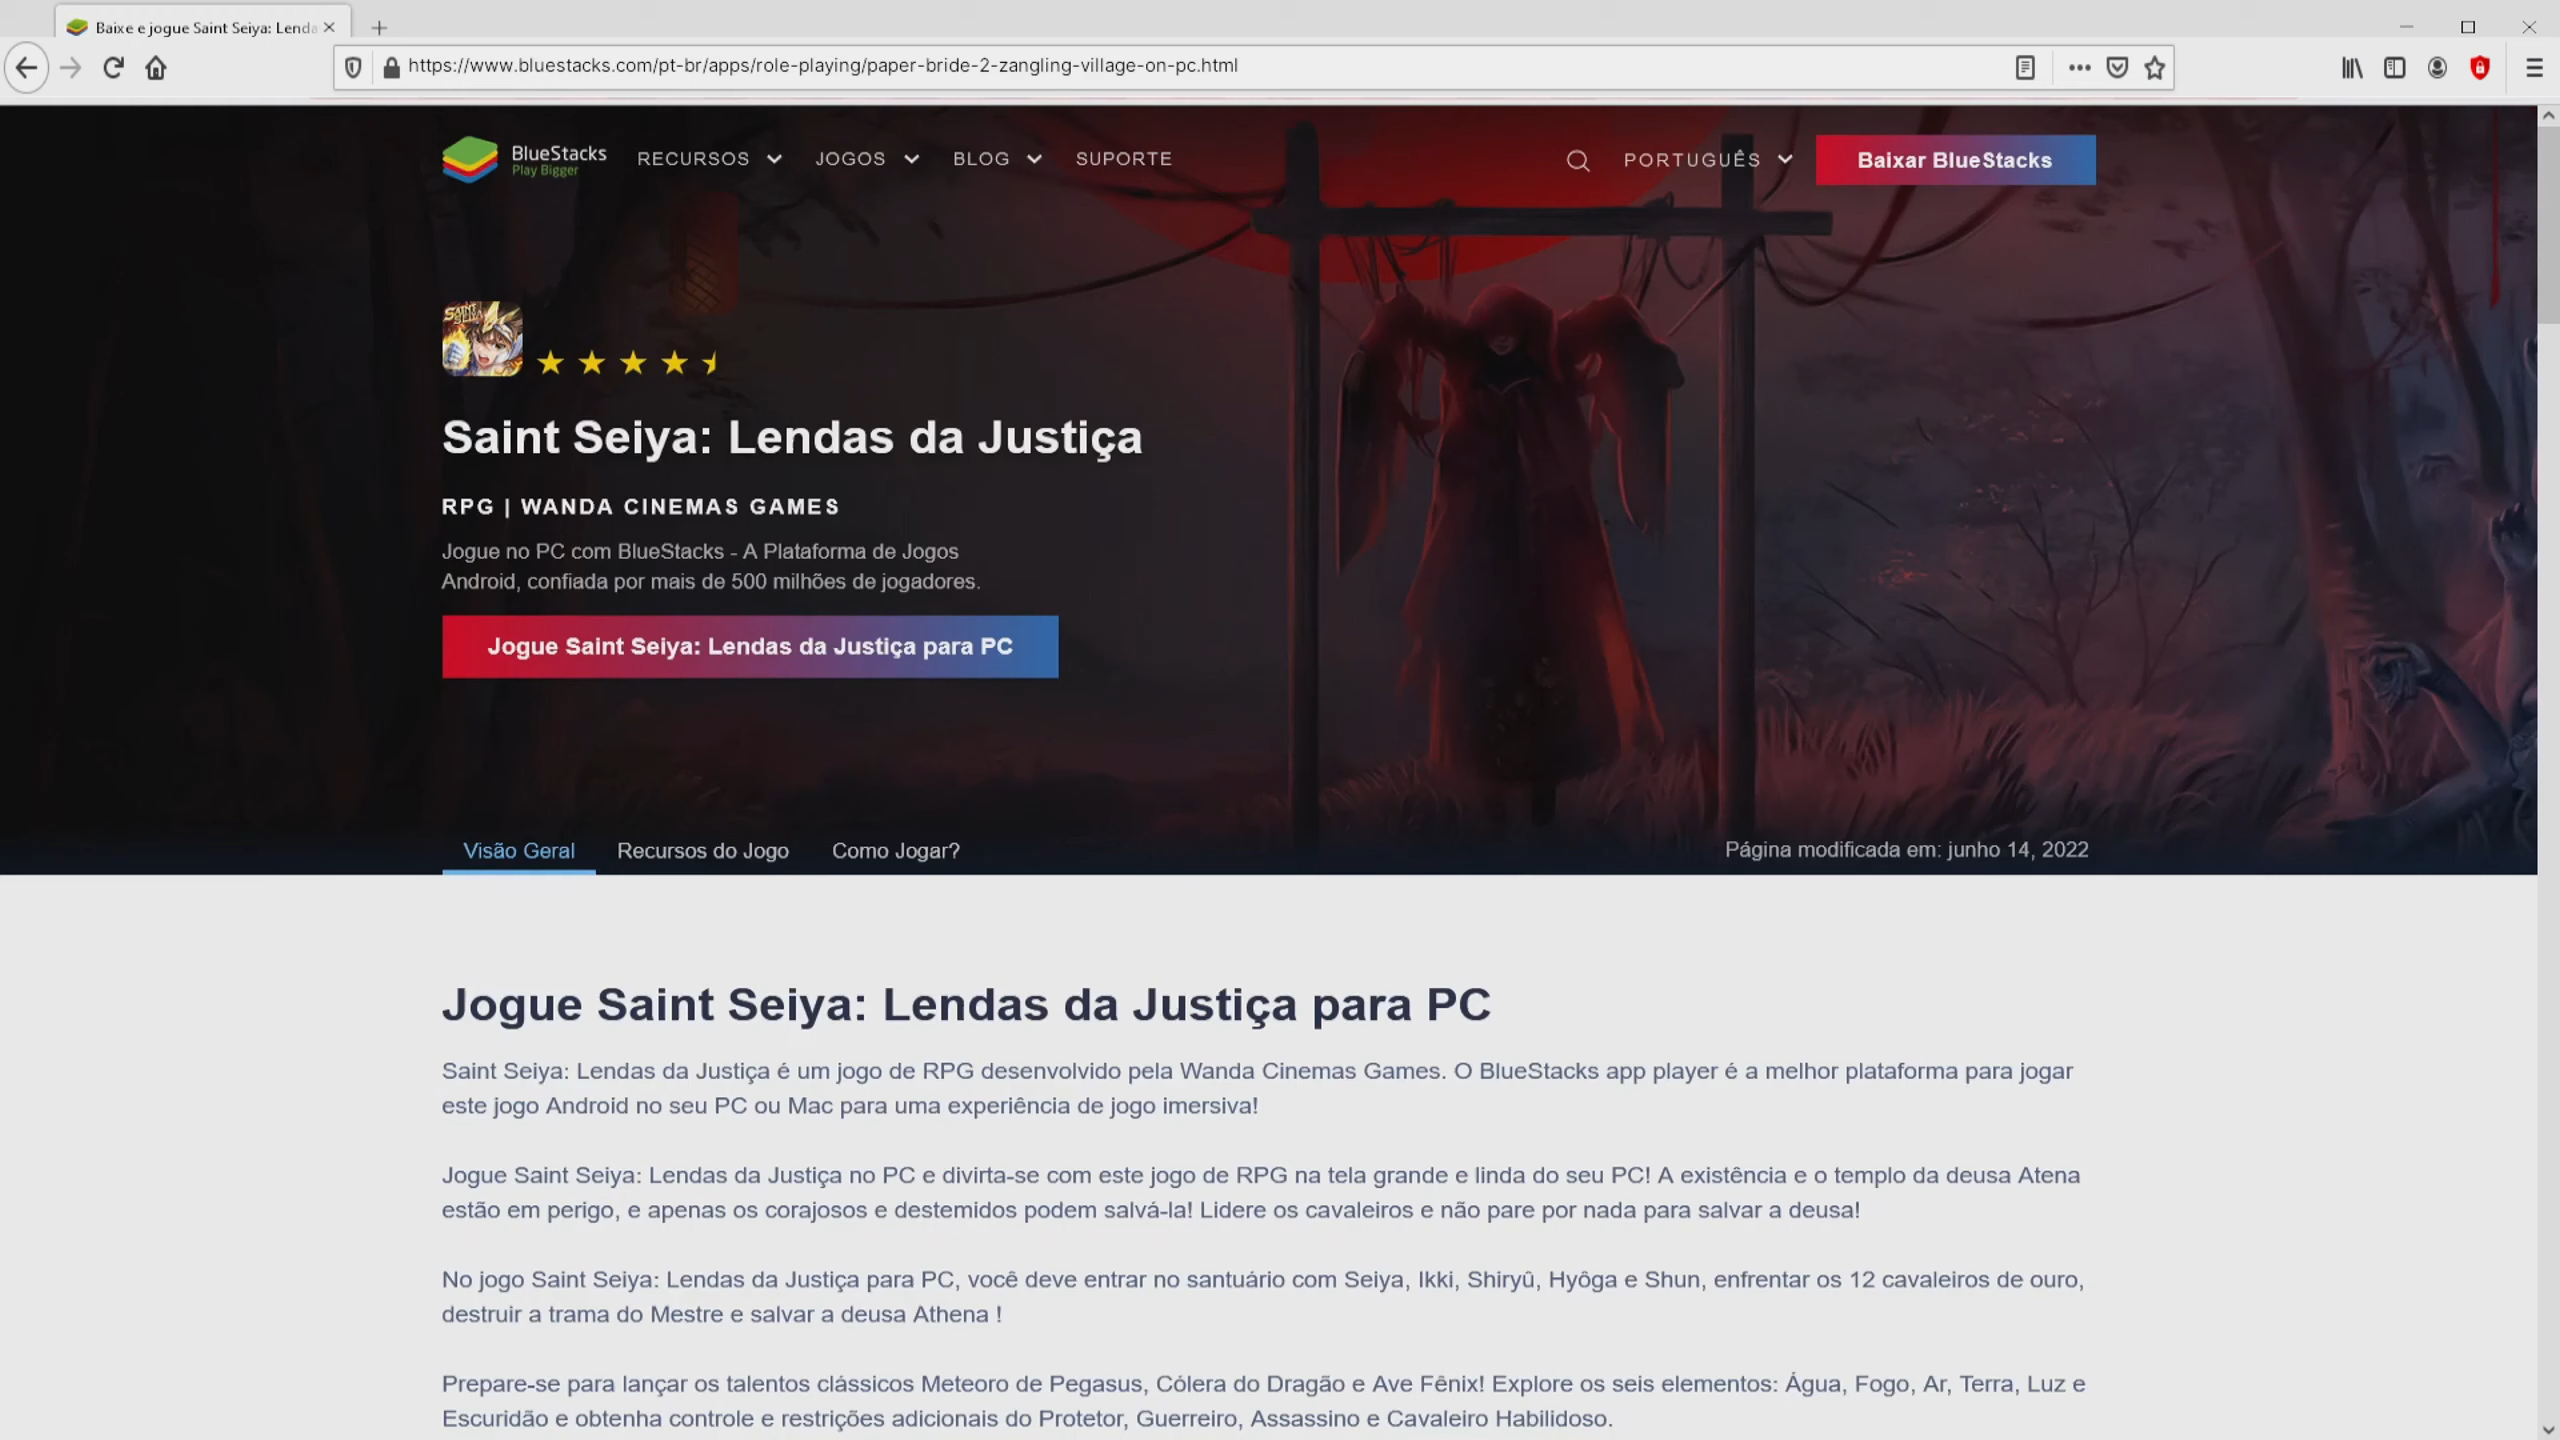 Baixe e jogue Saint Seiya: Lenda
https://www.bluestacks.com/pt-br/apps/role-playing/paper-bride-2-zangling-village-on-pc.html
BlueStacks
Play Bigger
RECURSOS
JOGOS
BLOG
SUPORTE
PORTUGUÊS
Baixar BlueStacks
SAINT SEIYA
Saint Seiya: Lendas da Justiça
RPG | WANDA CINEMAS GAMES
Jogue no PC com BlueStacks - A Plataforma de Jogos
Android, confiada por mais de 500 milhões de jogadores.
Jogue Saint Seiya: Lendas da Justiça para PC
Visão Geral
Recursos do Jogo
Como Jogar?
Página modificada em: junho 14, 2022
Jogue Saint Seiya: Lendas da Justiça para PC
Saint Seiya: Lendas da Justiça é um jogo de RPG desenvolvido pela Wanda Cinemas Games. O BlueStacks app player é a melhor plataforma para jogar
este jogo Android no seu PC ou Mac para uma experiência de jogo imersiva!
Jogue Saint Seiya: Lendas da Justiça no PC e divirta-se com este jogo de RPG na tela grande e linda do seu PC! A existência e o templo da deusa Atena
estão em perigo, e apenas os corajosos e destemidos podem salvá-la! Lidere os cavaleiros e não pare por nada para salvar a deusa!
No jogo Saint Seiya: Lendas da Justiça para PC, você deve entrar no santuário com Seiya, Ikki, Shiryû, Hyôga e Shun, enfrentar os 12 cavaleiros de ouro,
destruir a trama do Mestre e salvar a deusa Athena !
Prepare-se para lançar os talentos clássicos Meteoro de Pegasus, Cólera do Dragão e Ave Fênix! Explore os seis elementos: Água, Fogo, Ar, Terra, Luz e
Escuridão e obtenha controle e restrições adicionais do Protetor, Guerreiro, Assassino e Cavaleiro Habilidoso.